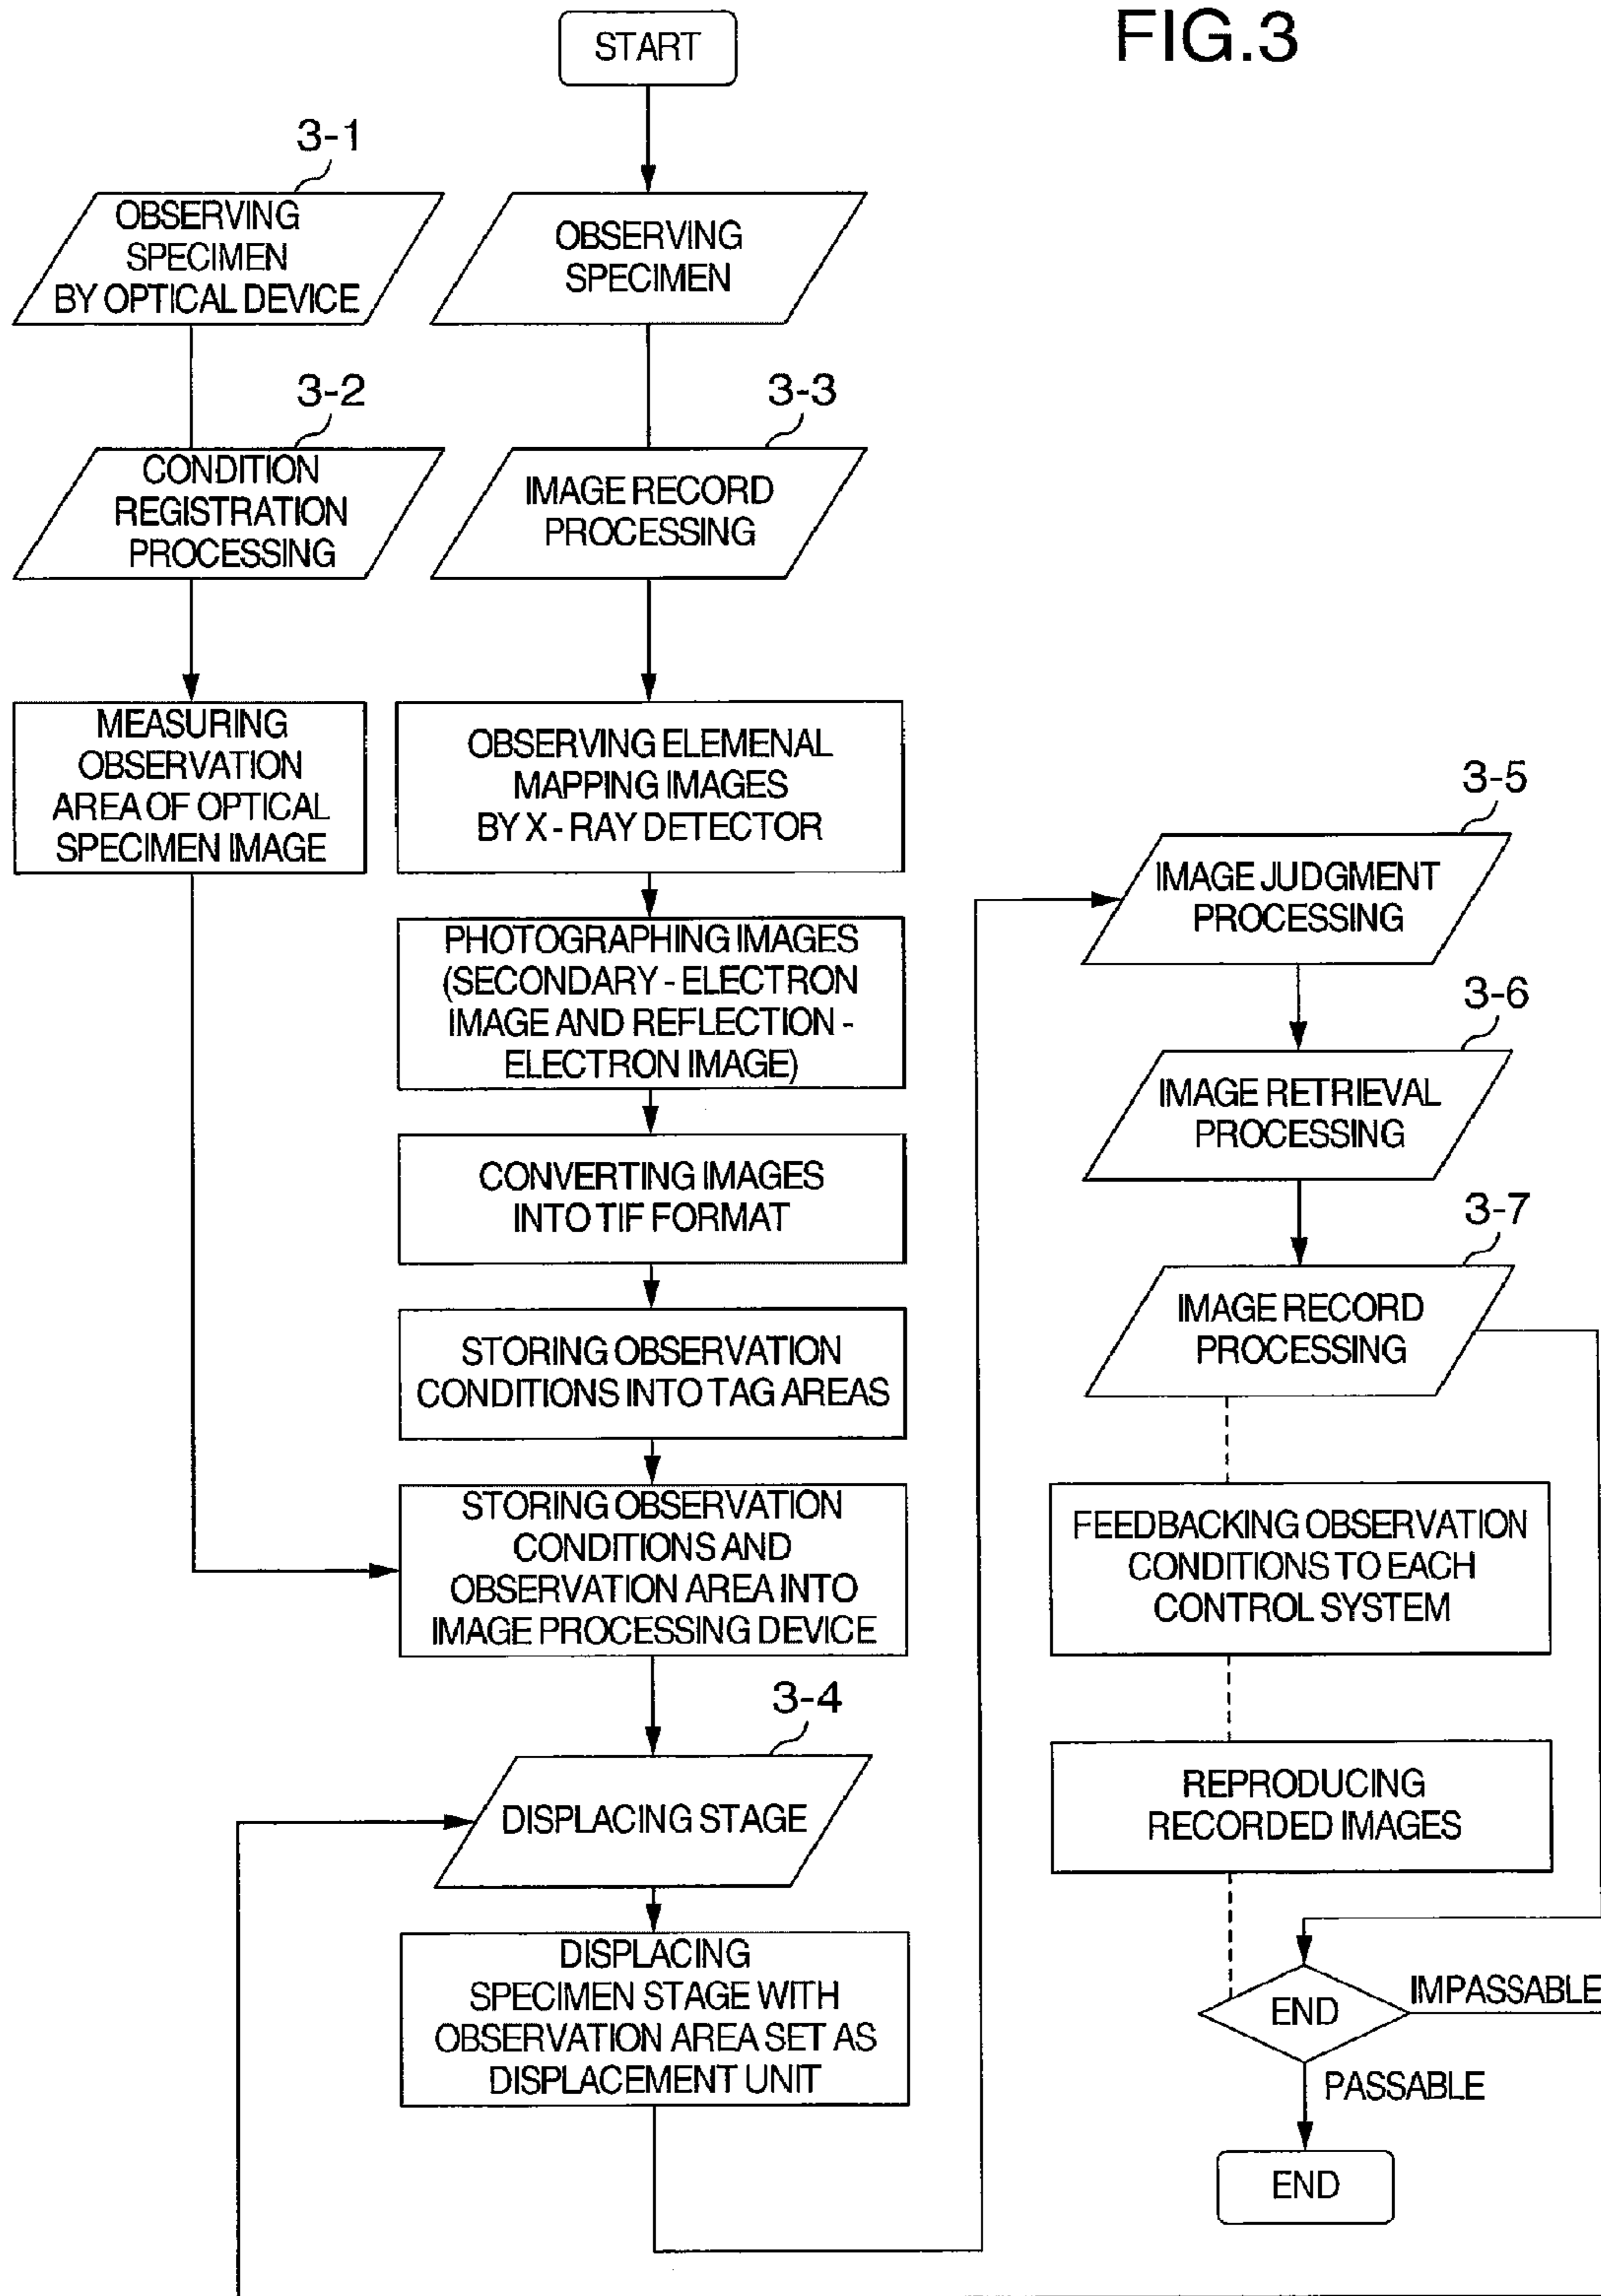 FIG.3
START
3-1
OBSERVING
SPECIMEN
BY OPTICAL DEVICE
OBSERVING
SPECIMEN
3-2
CONDITION
REGISTRATION
PROCESSING
3-3
IMAGE RECORD
PROCESSING
MEASURING
OBSERVATION
AREA OF OPTICAL
SPECIMEN IMAGE
OBSERVING ELEMENAL
MAPPING IMAGES
BY X - RAY DETECTOR
PHOTOGRAPHING IMAGES
(SECONDARY - ELECTRON
IMAGE AND REFLECTION -
ELECTRON IMAGE)
CONVERTING IMAGES
INTO TIF FORMAT
STORING OBSERVATION
CONDITIONS INTO TAG AREAS
STORING OBSERVATION
CONDITIONS AND
OBSERVATION AREA INTO
IMAGE PROCESSING DEVICE
3-4
DISPLACING STAGE
DISPLACING
SPECIMEN STAGE WITH
OBSERVATION AREA SET AS
DISPLACEMENT UNIT
3-5
IMAGE JUDGMENT
PROCESSING
3-6
IMAGE RETRIEVAL
PROCESSING
3-7
IMAGE RECORD
PROCESSING
FEEDBACKING OBSERVATION
CONDITIONS TO EACH
CONTROL SYSTEM
REPRODUCING
RECORDED IMAGES
END
IMPASSABLE
PASSABLE
END